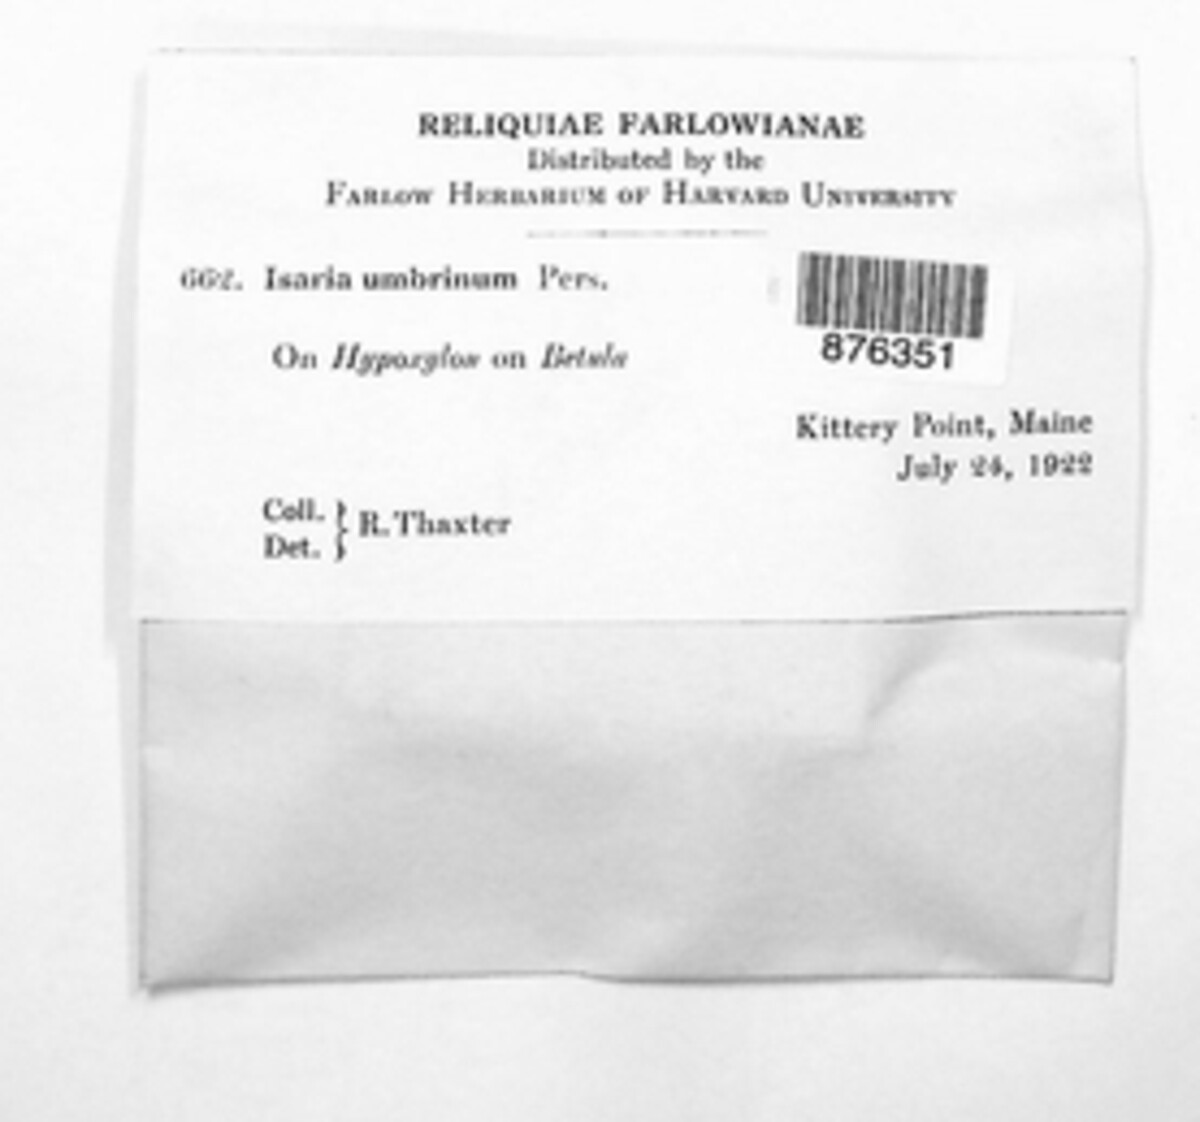 RELIQUIAE FARLOWIANAE
Distributed by the
FARLOW HERBARIUM OF HARVARD UNIVERSITY
662. Isaria umbrinum Pers.
876351
On Hypoxylon on Betula
Kittery Point, Maine
July 24, 1922
Coll. } R. Thaxter
Det.